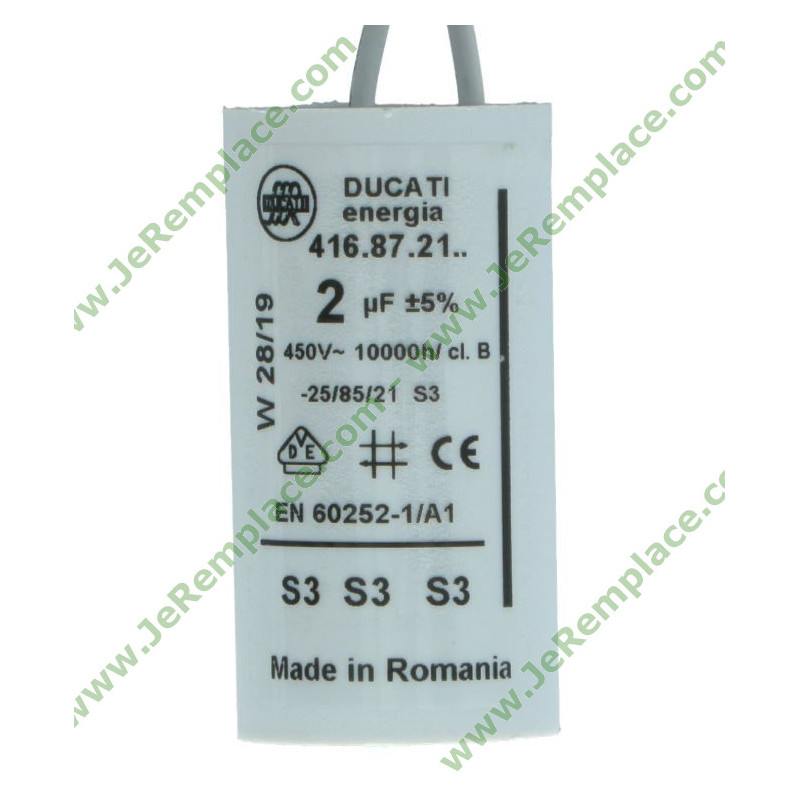 DUCATI
DUCATI
energia
416.87.21..
2 µF ±5%
450V~ 10000h/ cl. B
-25/85/21 S3
W 28/19
DVE
CE
EN 60252-1/A1
S3 S3 S3
Made in Romania
www.JeRemplace.com
www.JeRemplace.com - www.JeRemplace.com
www.JeRemplace.com